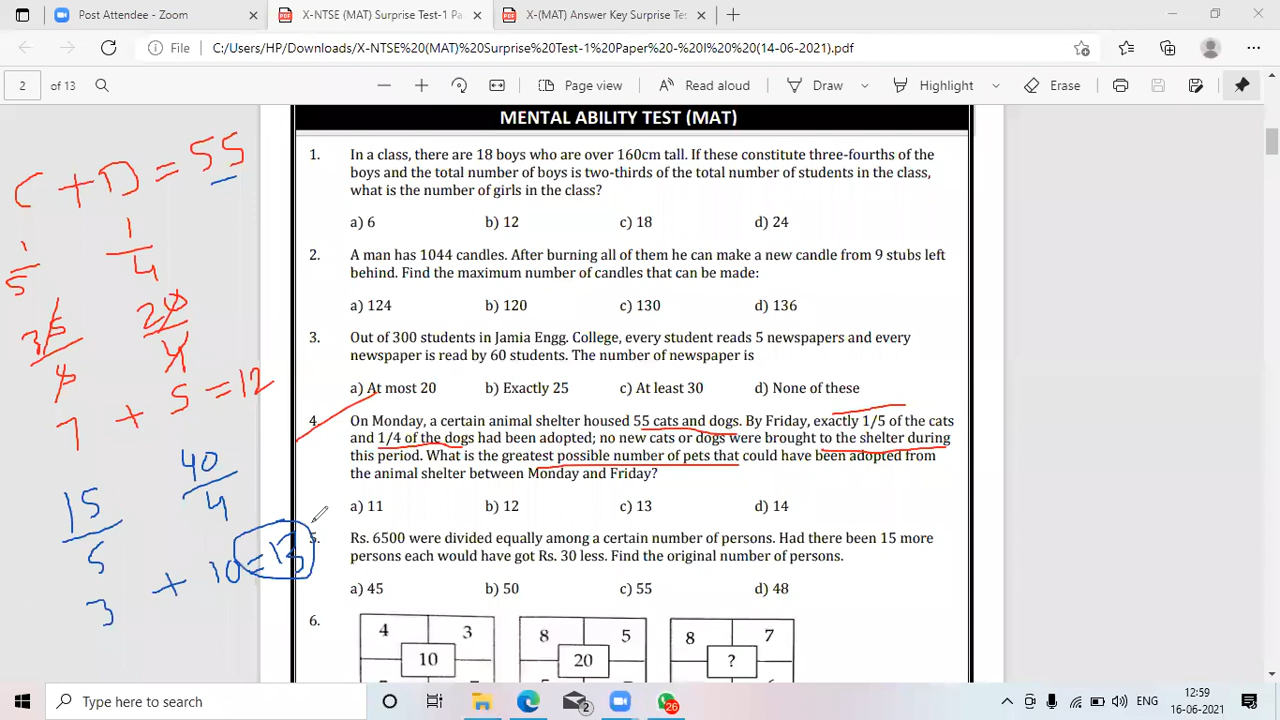 Post Attendee - Zoom
X-NTSE (MAT) Surprise Test-1 Pa
X-(MAT) Answer Key Surprise Tes
File
C:/Users/HP/Downloads/X-NTSE%20(MAT)%20Surprise%20Test-1%20Paper%20-%20I%20%20(14-06-2021).pdf
2 of 13
Page view
Read aloud
Draw
Highlight
Erase
MENTAL ABILITY TEST (MAT)
1. In a class, there are 18 boys who are over 160cm tall. If these constitute three-fourths of the
boys and the total number of boys is two-thirds of the total number of students in the class,
what is the number of girls in the class?
a) 6 b) 12 c) 18 d) 24
2. A man has 1044 candles. After burning all of them he can make a new candle from 9 stubs left
behind. Find the maximum number of candles that can be made:
a) 124 b) 120 c) 130 d) 136
3. Out of 300 students in Jamia Engg. College, every student reads 5 newspapers and every
newspaper is read by 60 students. The number of newspaper is
a) At most 20 b) Exactly 25 c) At least 30 d) None of these
4. On Monday, a certain animal shelter housed 55 cats and dogs. By Friday, exactly 1/5 of the cats
and 1/4 of the dogs had been adopted; no new cats or dogs were brought to the shelter during
this period. What is the greatest possible number of pets that could have been adopted from
the animal shelter between Monday and Friday?
a) 11 b) 12 c) 13 d) 14
5. Rs. 6500 were divided equally among a certain number of persons. Had there been 15 more
persons each would have got Rs. 30 less. Find the original number of persons.
a) 45 b) 50 c) 55 d) 48
6.
4 3
10
8 5
20
8 7
?
C + D = 55
1 1
5 4
20
4
7 + 5 = 12
15 40
5 4
3 + 10 = 13
Type here to search
2
26
ENG
12:59
16-06-2021